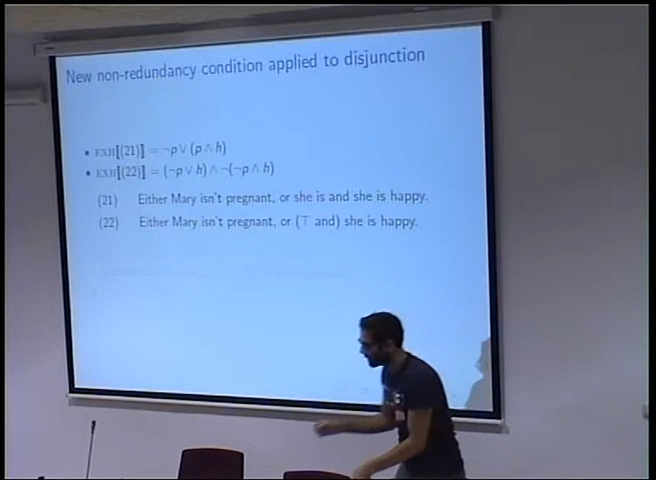 New non-redundancy condition applied to disjunction
• EXH⟦(21)⟧ = ¬p ∨ (p ∧ h)
• EXH⟦(22)⟧ = (¬p ∨ h) ∧ ¬(¬p ∧ h)
(21) Either Mary isn't pregnant, or she is and she is happy.
(22) Either Mary isn't pregnant, or (⊤ and) she is happy.